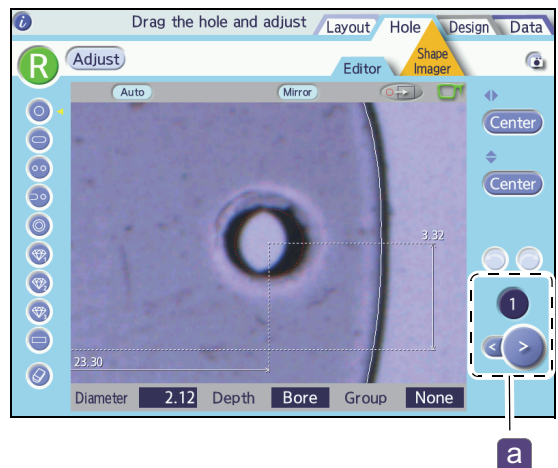 Drag the hole and adjust
Layout
Hole
Design
Data
R
Adjust
Editor
Shape
Imager
Auto
Mirror
Center
Center
3.32
1
<
>
23.30
Diameter 2.12 Depth Bore Group None
a